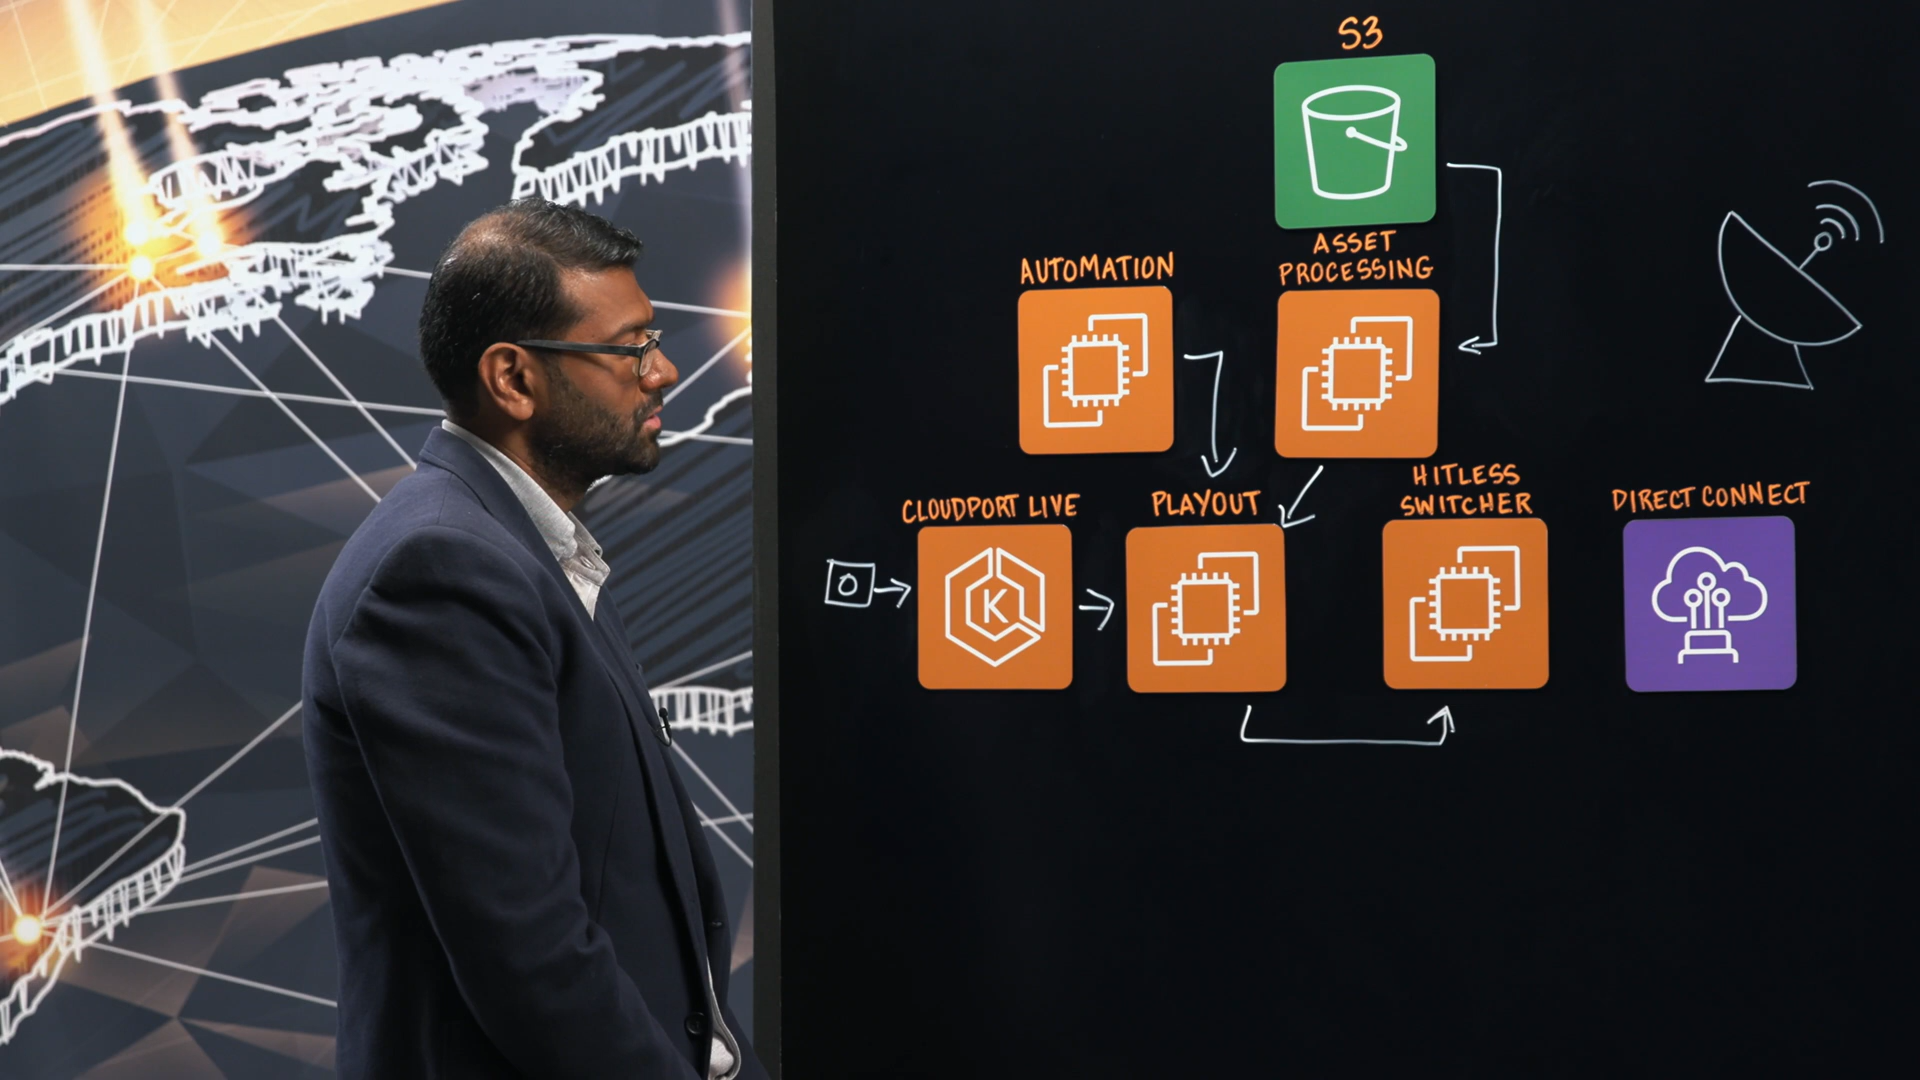 S3
ASSET
PROCESSING
AUTOMATION
HITLESS
SWITCHER
CLOUDPORT LIVE
PLAYOUT
DIRECT CONNECT
K